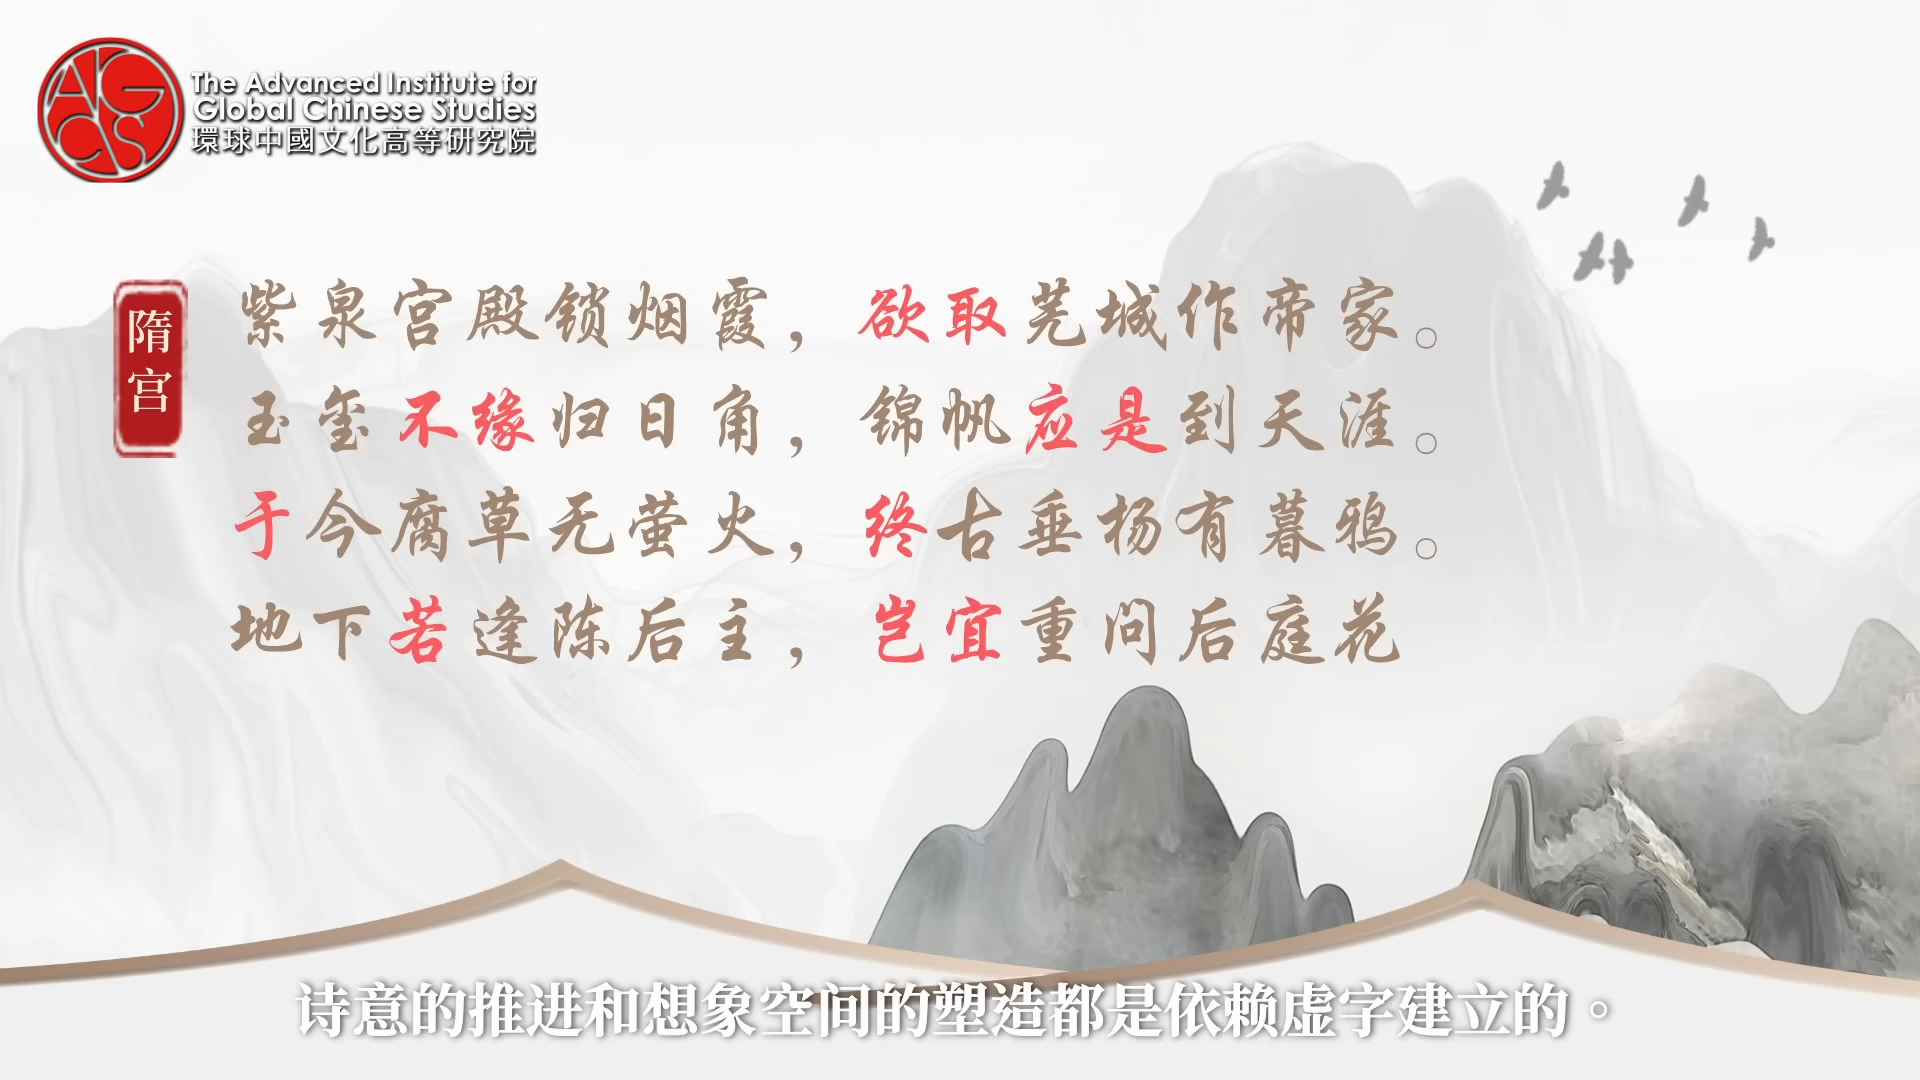 The Advanced Institute for
Global Chinese Studies
環球中國文化高等研究院
隋宫
紫泉宫殿锁烟霞，欲取芜城作帝家。
玉玺不缘归日角，锦帆应是到天涯。
于今腐草无萤火，终古垂杨有暮鸦。
地下若逢陈后主，岂宜重问后庭花
诗意的推进和想象空间的塑造都是依赖虚字建立的。